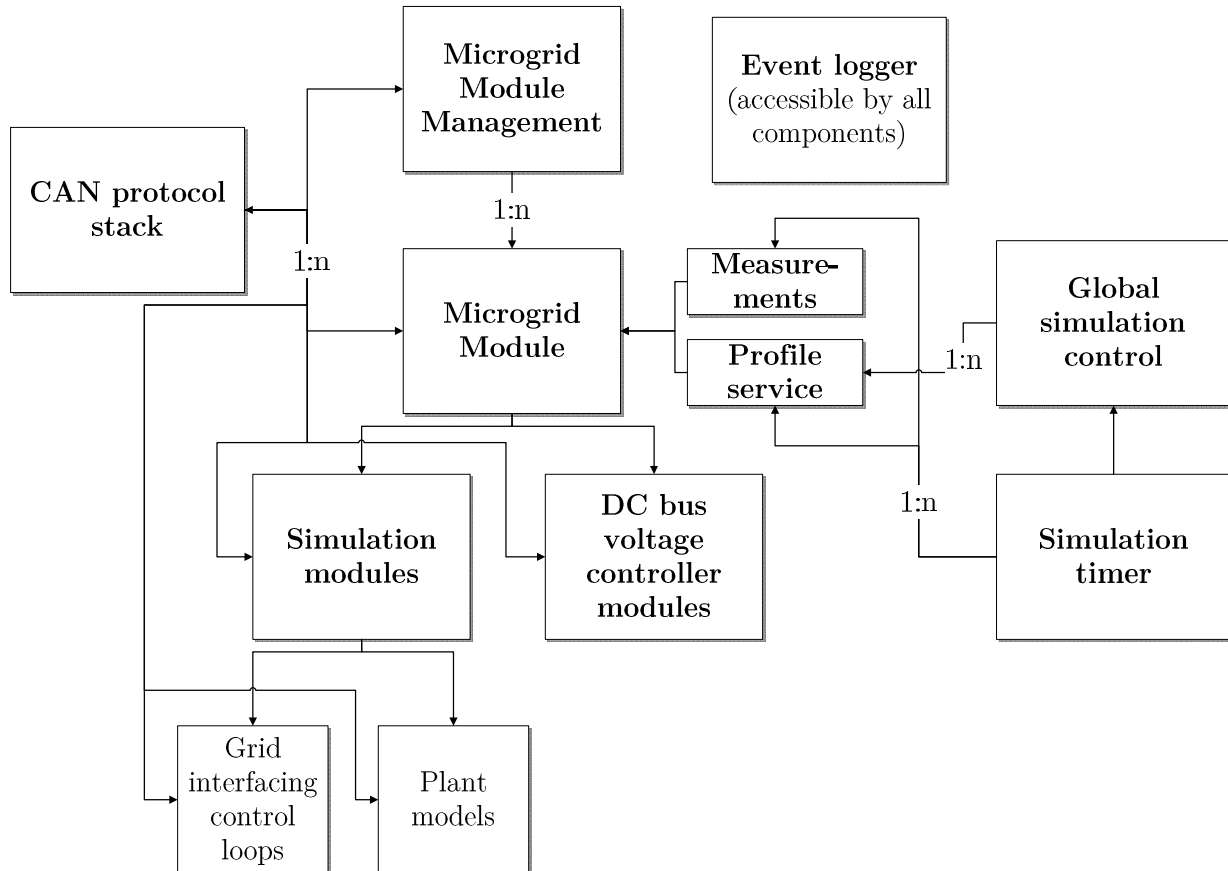 Microgrid
Module
Management
Event logger
(accessible by all
components)
CAN protocol
stack
1:n
1:n
Microgrid
Module
Measure-
ments
Profile
service
1:n
Global
simulation
control
Simulation
modules
DC bus
voltage
controller
modules
1:n
Simulation
timer
Grid
interfacing
control
loops
Plant
models